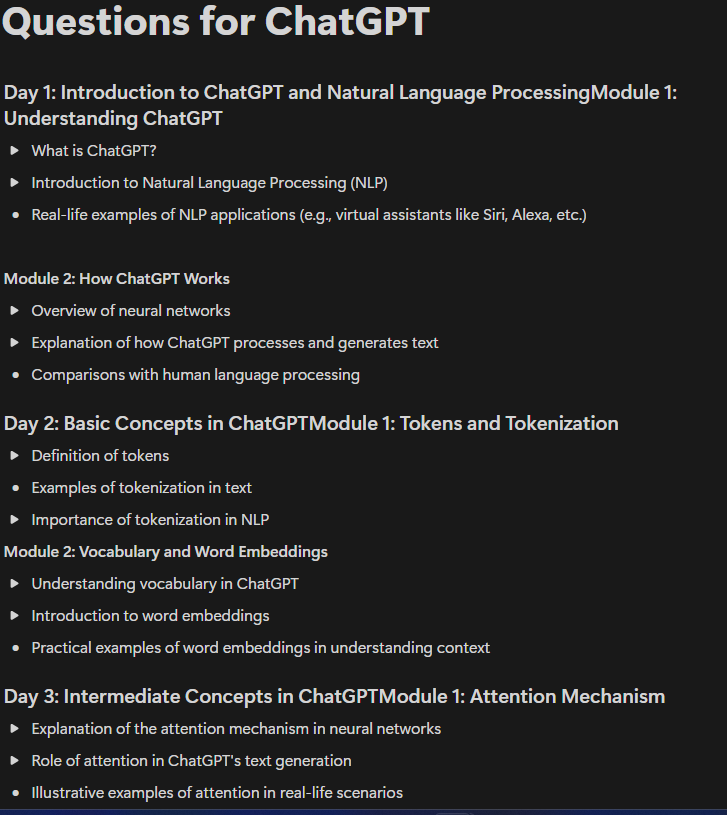 Questions for ChatGPT
Day 1: Introduction to ChatGPT and Natural Language ProcessingModule 1:
Understanding ChatGPT
What is ChatGPT?
Introduction to Natural Language Processing (NLP)
Real-life examples of NLP applications (e.g., virtual assistants like Siri, Alexa, etc.)
Module 2: How ChatGPT Works
Overview of neural networks
Explanation of how ChatGPT processes and generates text
Comparisons with human language processing
Day 2: Basic Concepts in ChatGPTModule 1: Tokens and Tokenization
Definition of tokens
Examples of tokenization in text
Importance of tokenization in NLP
Module 2: Vocabulary and Word Embeddings
Understanding vocabulary in ChatGPT
Introduction to word embeddings
Practical examples of word embeddings in understanding context
Day 3: Intermediate Concepts in ChatGPTModule 1: Attention Mechanism
Explanation of the attention mechanism in neural networks
Role of attention in ChatGPT's text generation
Illustrative examples of attention in real-life scenarios